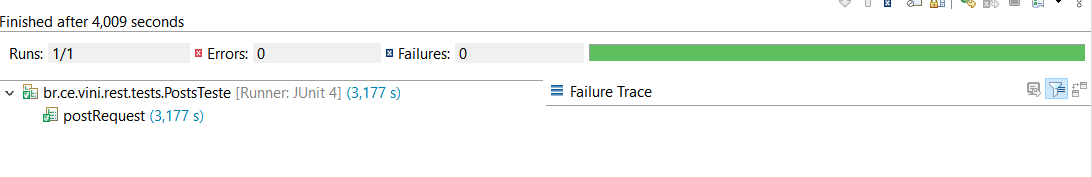 Finished after 4,009 seconds
Runs: 1/1 Errors: 0 Failures: 0
br.ce.vini.rest.tests.PostsTeste [Runner: JUnit 4] (3,177 s)
postRequest (3,177 s)
Failure Trace